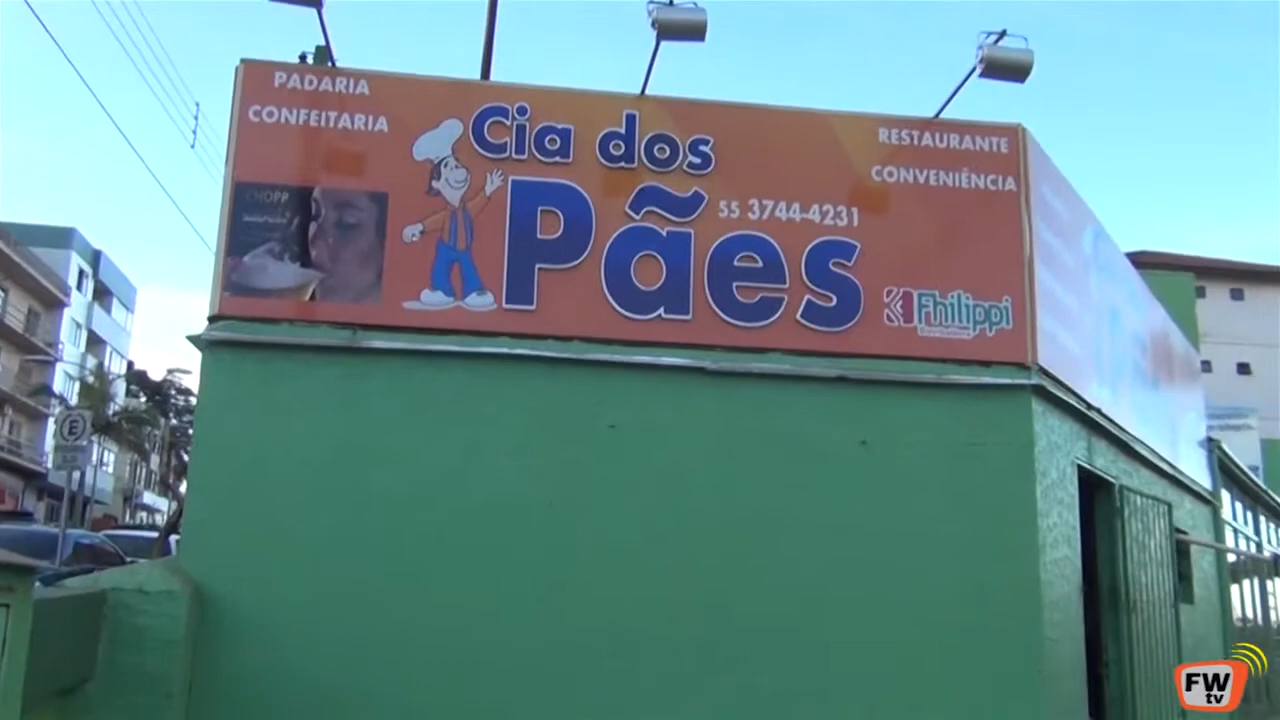 PADARIA
CONFEITARIA
CHOPP
Cia dos
Pães
55 3744-4231
RESTAURANTE
CONVENIÊNCIA
Fhilippi
E
FW
tv